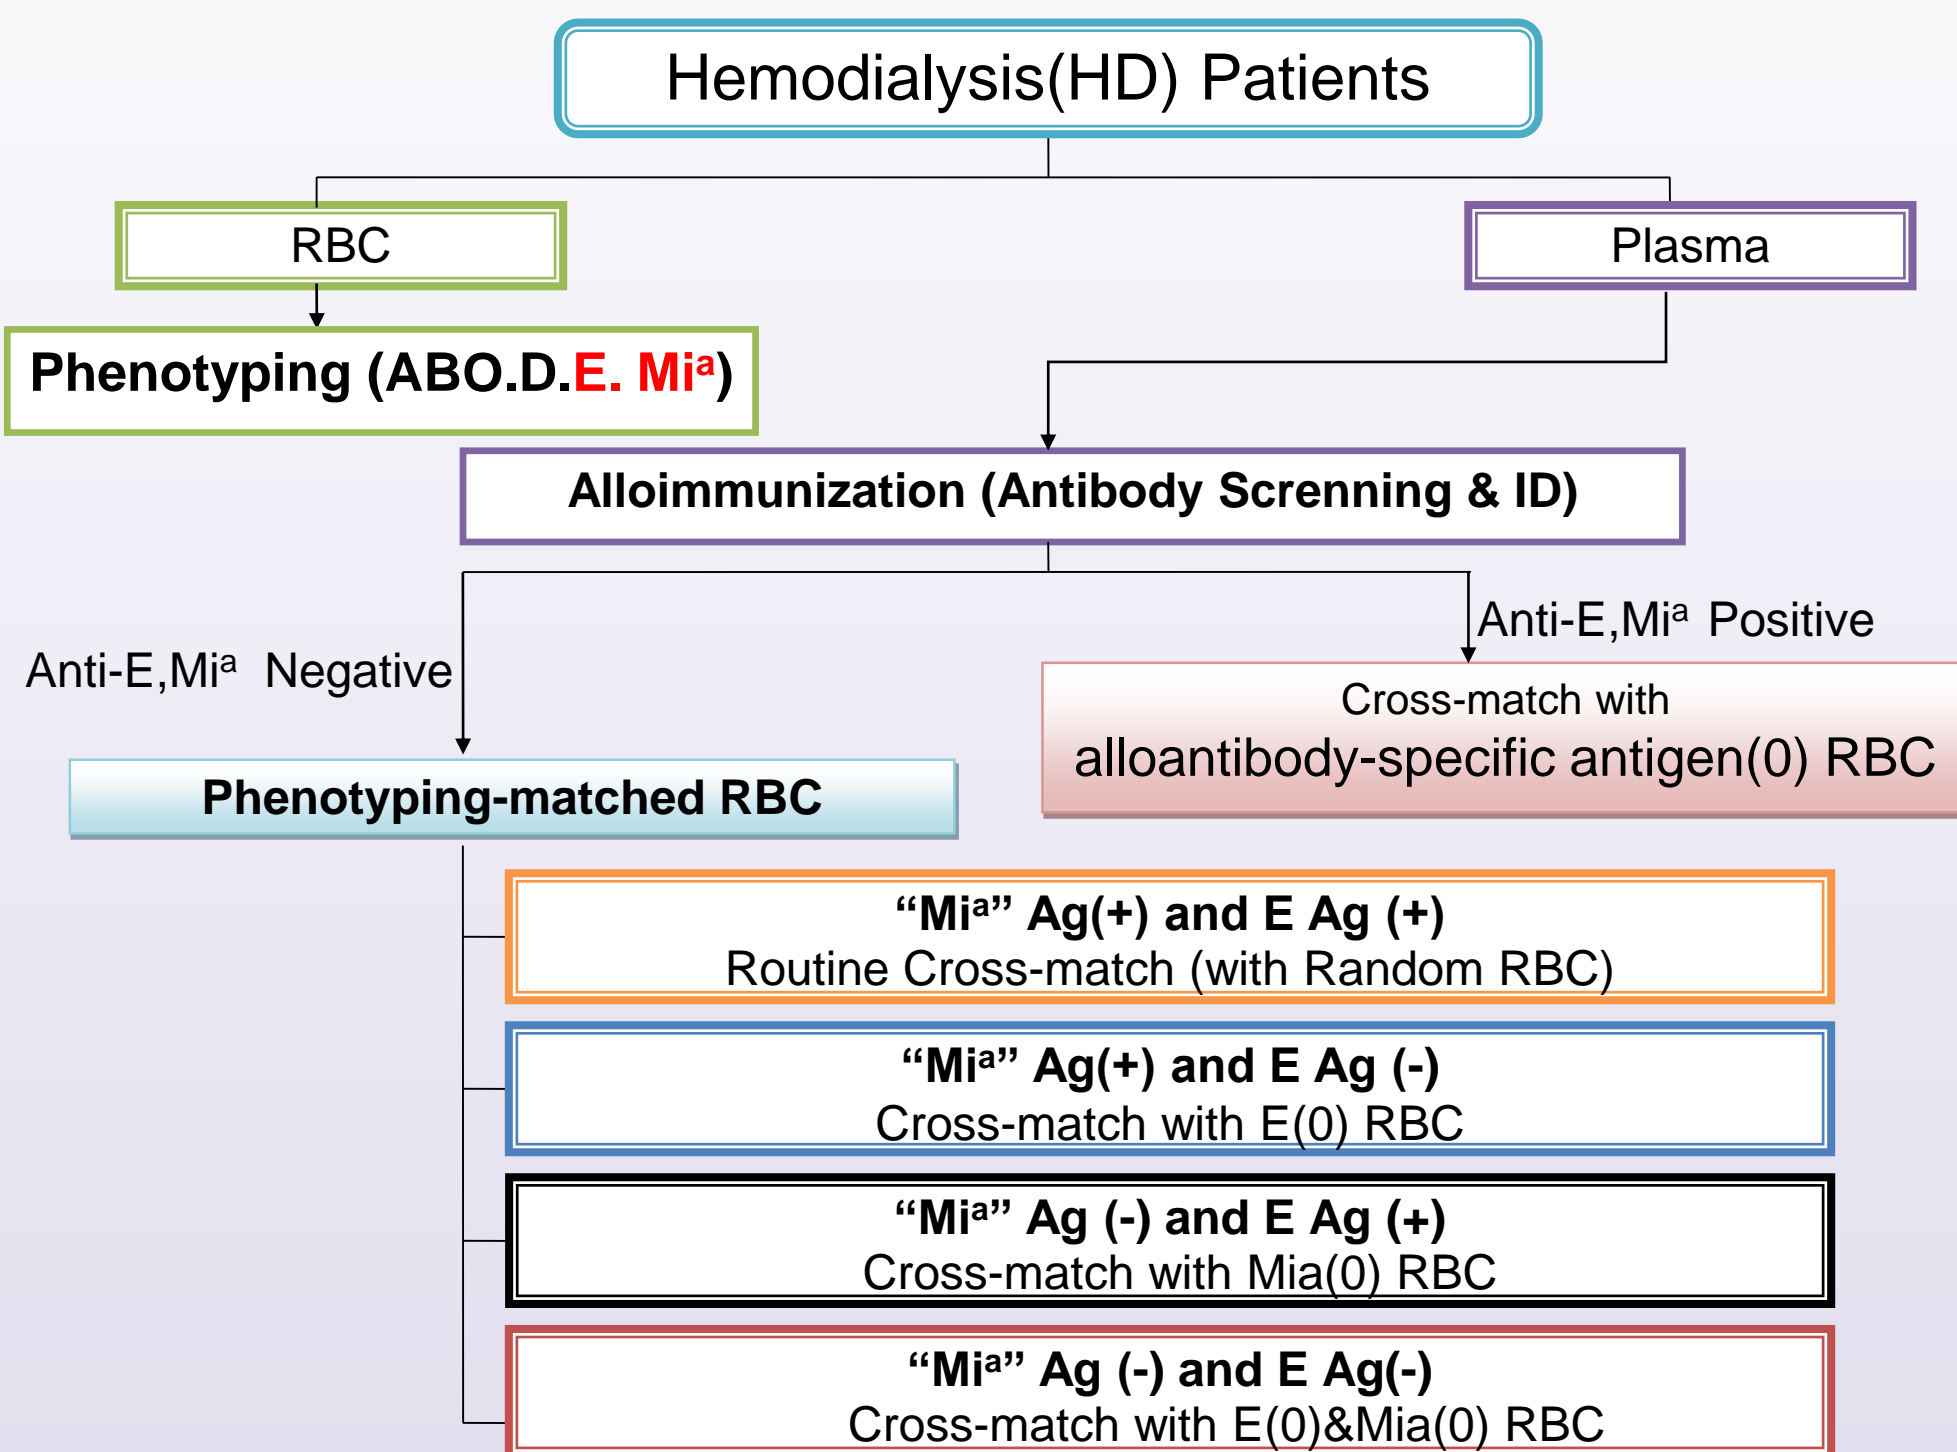 Hemodialysis(HD) Patients
RBC
Plasma
Phenotyping (ABO.D.E. Miᵃ)
Alloimmunization (Antibody Screnning & ID)
Anti-E,Miᵃ Positive
Anti-E,Miᵃ Negative
Cross-match with
alloantibody-specific antigen(0) RBC
Phenotyping-matched RBC
“Miᵃ” Ag(+) and E Ag (+)
Routine Cross-match (with Random RBC)
“Miᵃ” Ag(+) and E Ag (-)
Cross-match with E(0) RBC
“Miᵃ” Ag (-) and E Ag (+)
Cross-match with Mia(0) RBC
“Miᵃ” Ag (-) and E Ag(-)
Cross-match with E(0)&Mia(0) RBC